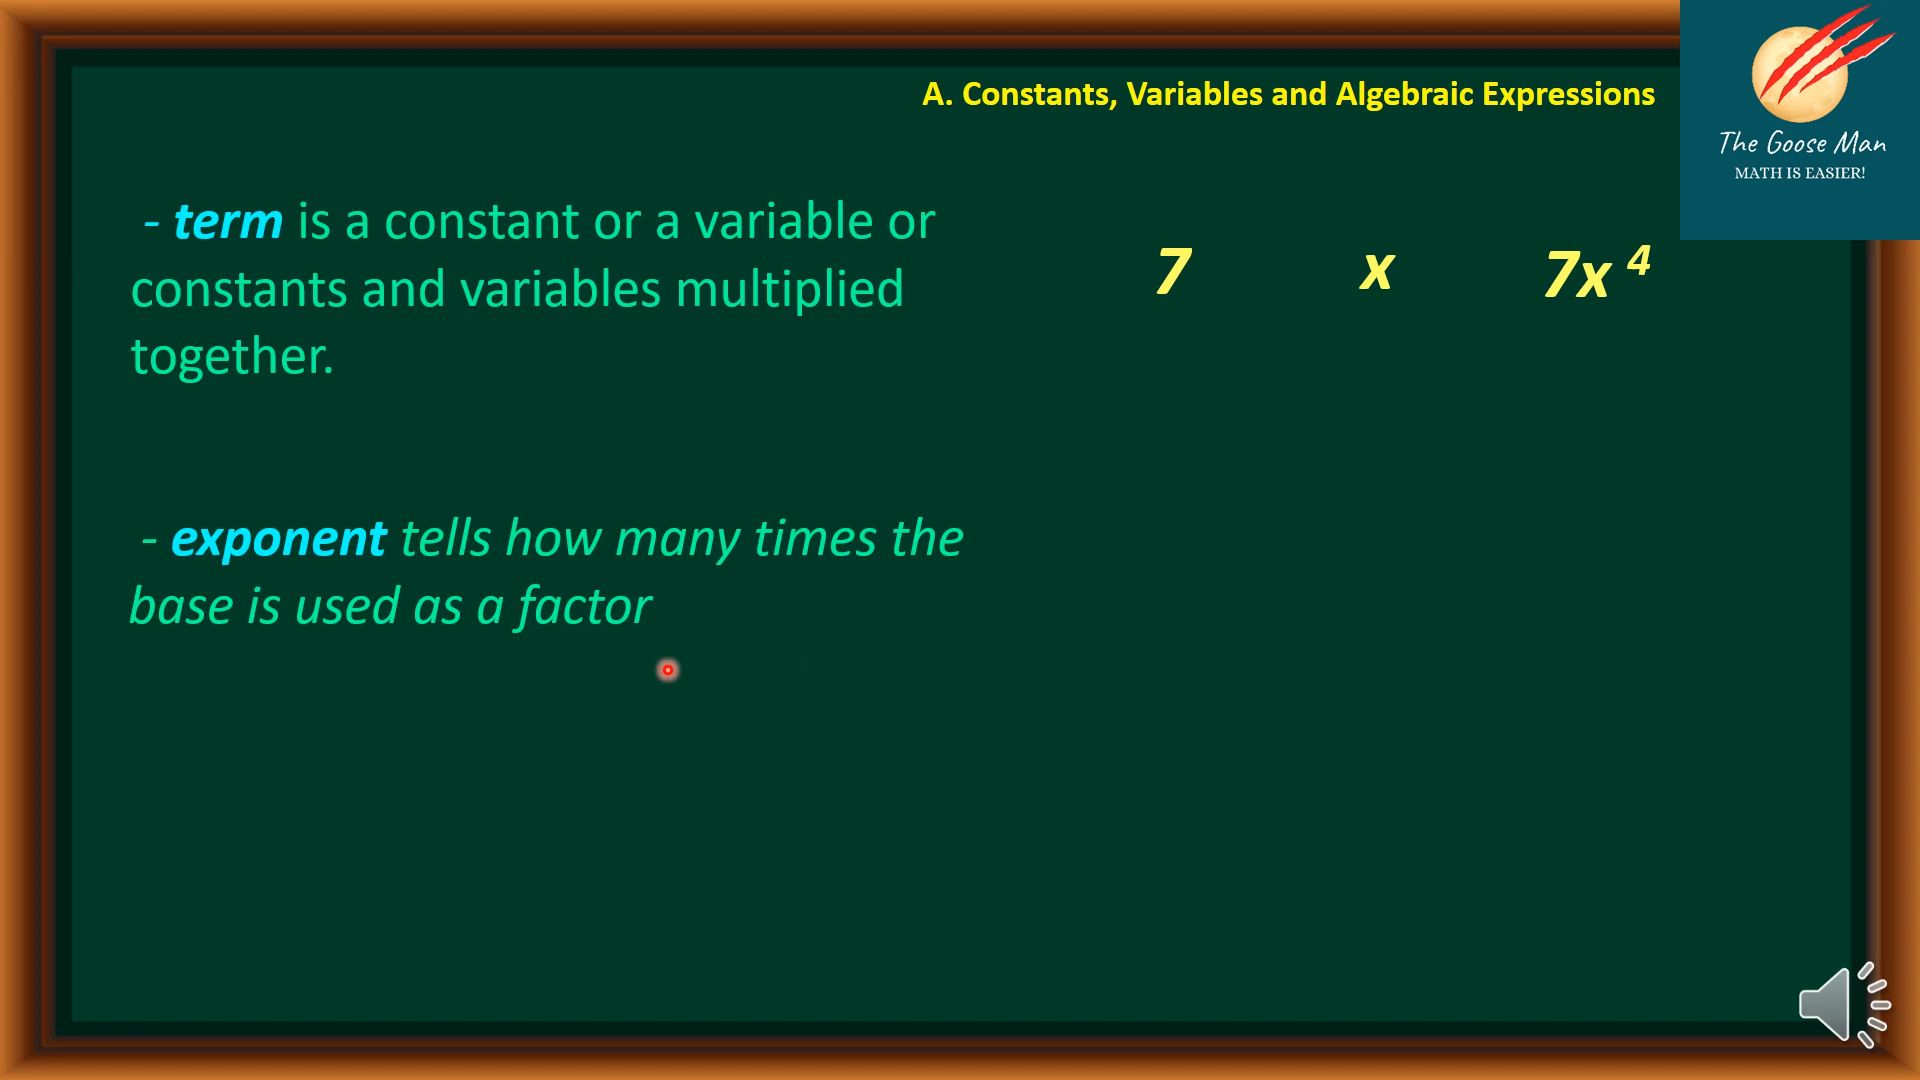 A. Constants, Variables and Algebraic Expressions
The Goose Man
MATH IS EASIER!
- term is a constant or a variable or
constants and variables multiplied
together.
7 x 7x ⁴
- exponent tells how many times the
base is used as a factor